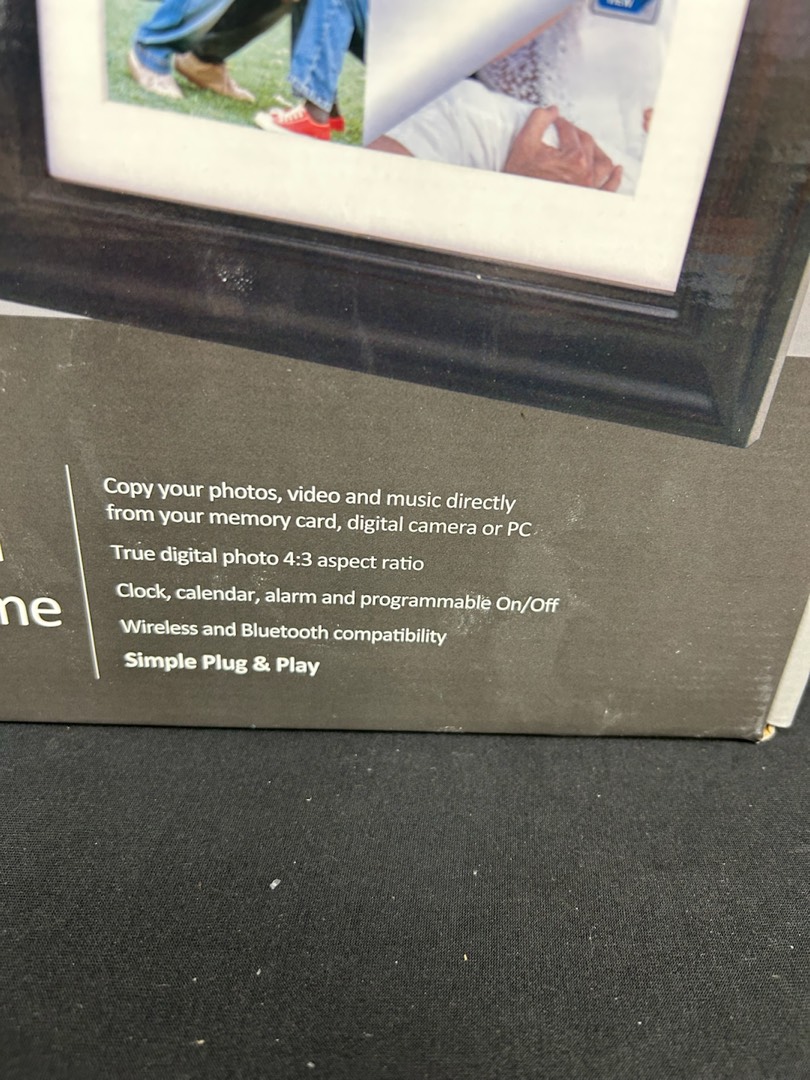 Copy your photos, video and music directly
from your memory card, digital camera or PC
True digital photo 4:3 aspect ratio
Clock, calendar, alarm and programmable On/Off
me
Wireless and Bluetooth compatibility
Simple Plug & Play